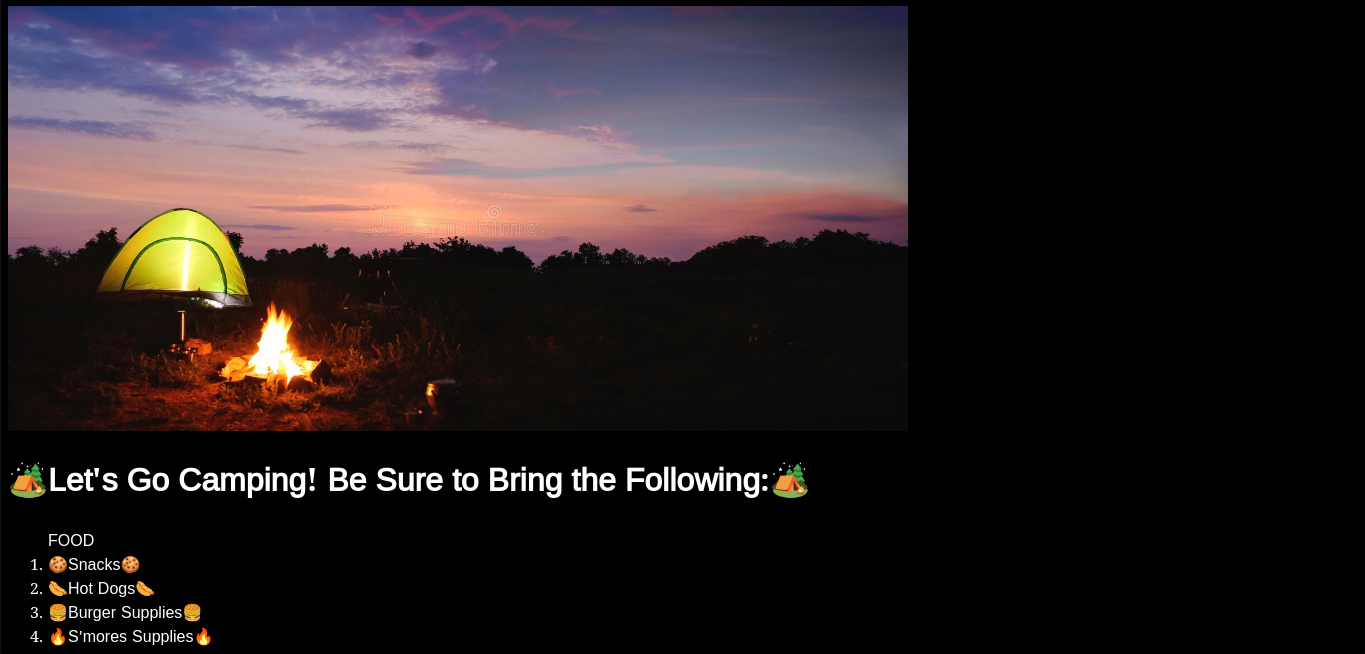 dreamstime.
🏕️Let's Go Camping! Be Sure to Bring the Following:🏕️
FOOD
1. 🍪Snacks🍪
2. 🌭Hot Dogs🌭
3. 🍔Burger Supplies🍔
4. 🔥S'mores Supplies🔥